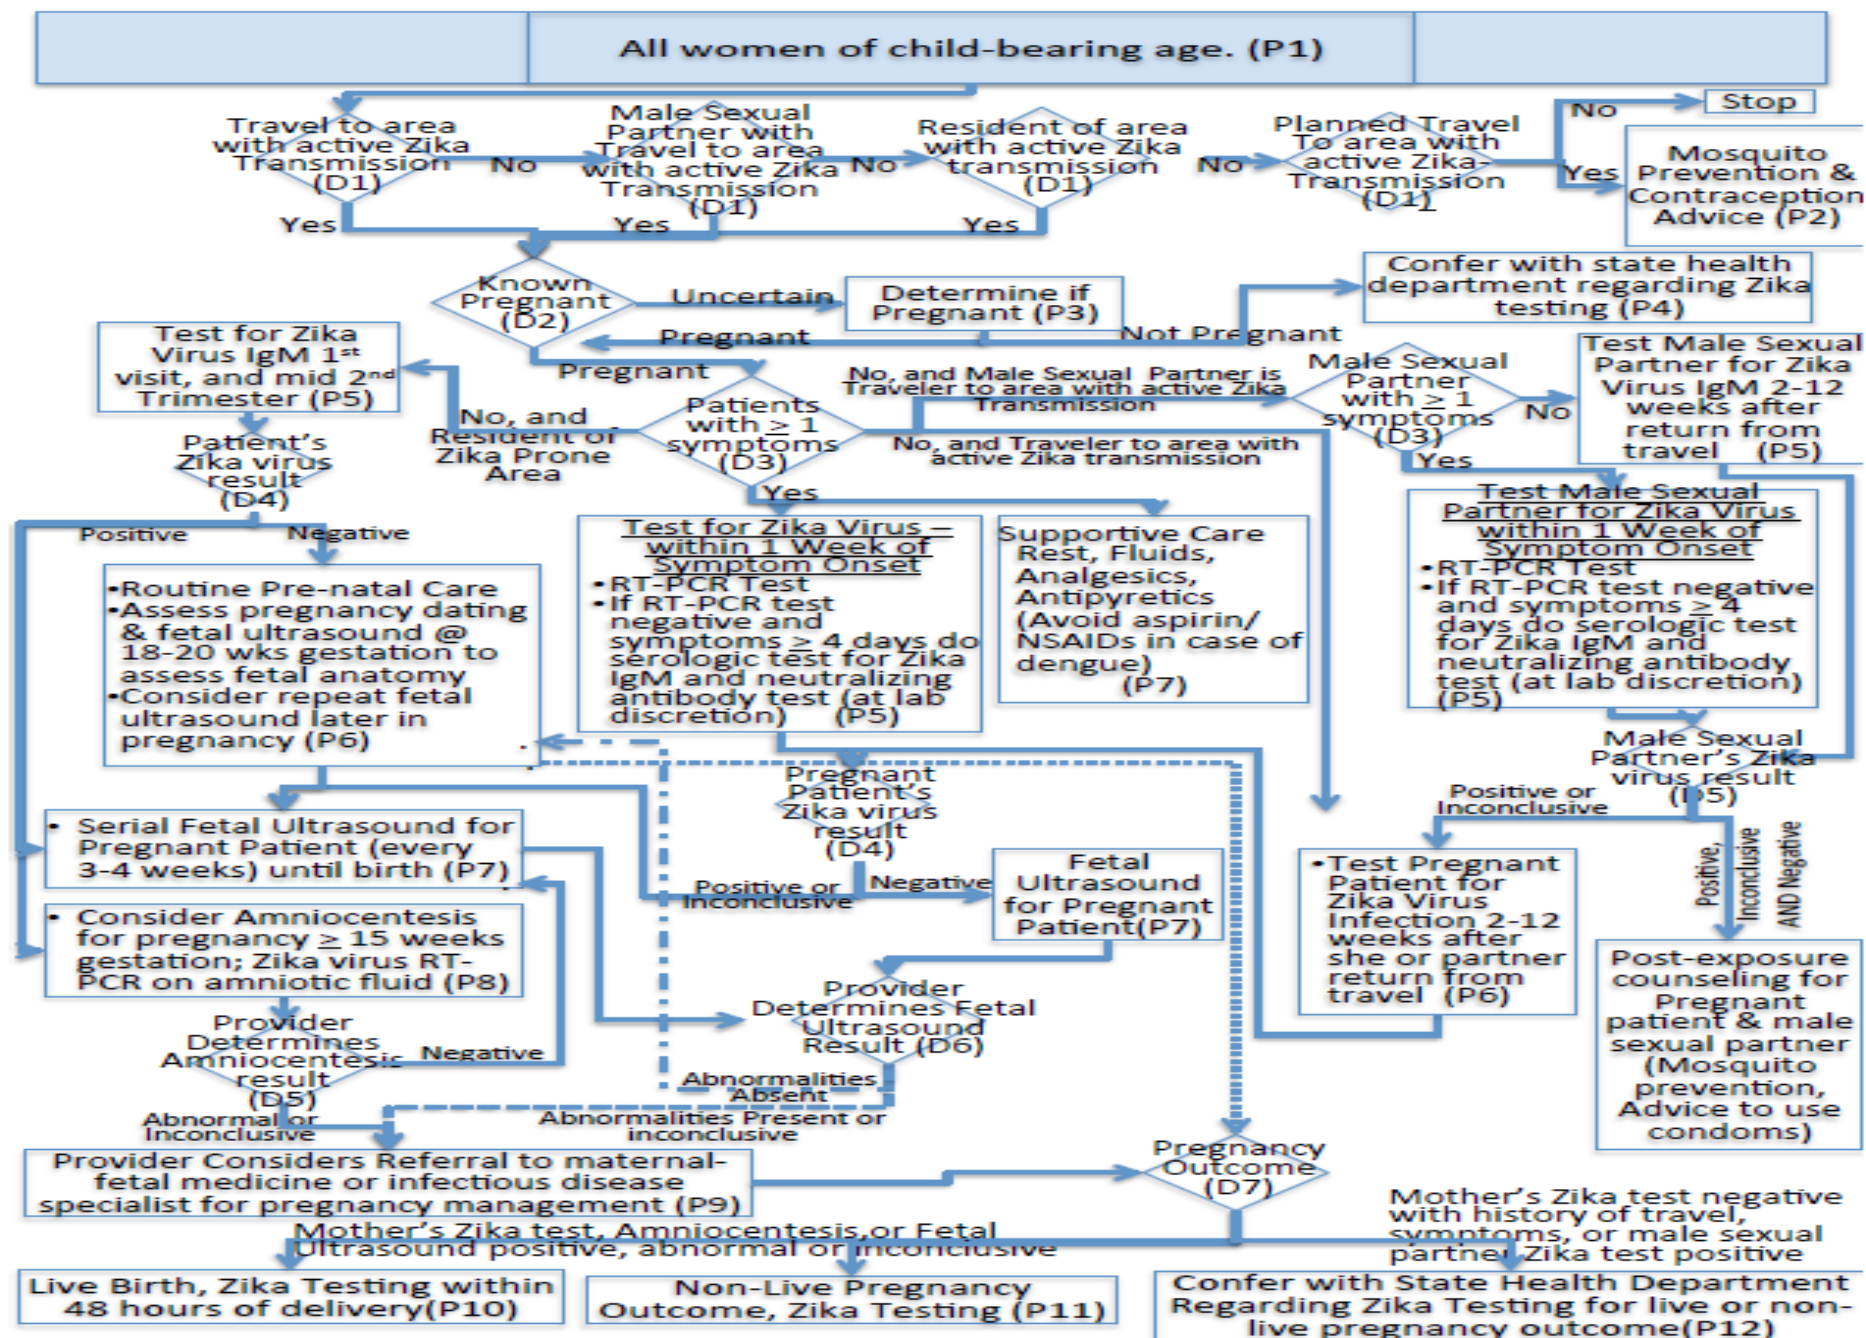 All women of child-bearing age. (P1)
Travel to area
with active Zika
Transmission
(D1)
No
Male Sexual
Partner with
Travel to area
with active Zika
Transmission
(D1)
No
Resident of area
with active Zika
transmission
(D1)
No
Planned Travel
To area with
active Zika-
Transmission
(D1)
No
Stop
Yes
Mosquito
Prevention &
Contraception
Advice (P2)
Yes
Yes
Yes
Known
Pregnant
(D2)
Uncertain
Determine if
Pregnant (P3)
Pregnant
Not Pregnant
Confer with state health
department regarding Zika
testing (P4)
Pregnant
Test for Zika
Virus IgM 1st
visit, and mid 2nd
Trimester (P5)
No, and
Resident of
Zika Prone
Area
Patients
with ≥ 1
symptoms
(D3)
No, and Male Sexual Partner is
Traveler to area with active Zika
Transmission
No, and Traveler to area with
active Zika transmission
Male Sexual
Partner
with ≥ 1
symptoms
(D3)
No
Test Male Sexual
Partner for Zika
Virus IgM 2-12
weeks after
return from
travel (P5)
Yes
Patient's
Zika virus
result
(D4)
Positive
Negative
Yes
•Routine Pre-natal Care
•Assess pregnancy dating
& fetal ultrasound @
18-20 wks gestation to
assess fetal anatomy
•Consider repeat fetal
ultrasound later in
pregnancy (P6)
Test for Zika Virus –
within 1 Week of
Symptom Onset
•RT-PCR Test
•If RT-PCR test
negative and
symptoms ≥ 4 days do
serologic test for Zika
IgM and neutralizing
antibody test (at lab
discretion) (P5)
Supportive Care
Rest, Fluids,
Analgesics,
Antipyretics
(Avoid aspirin/
NSAIDs in case of
dengue)
(P7)
Test Male Sexual
Partner for Zika Virus
within 1 Week of
Symptom Onset
•RT-PCR Test
•If RT-PCR test negative
and symptoms ≥ 4
days do serologic test
for Zika IgM and
neutralizing antibody
test (at lab discretion)
(P5)
Male Sexual
Partner's Zika
virus result
(D5)
Positive or
Inconclusive
Positive,
Inconclusive
AND Negative
Pregnant
Patient's
Zika virus
result
(D4)
Positive or
Inconclusive
Negative
• Serial Fetal Ultrasound for
Pregnant Patient (every
3-4 weeks) until birth (P7)
• Consider Amniocentesis
for pregnancy ≥ 15 weeks
gestation; Zika virus RT-
PCR on amniotic fluid (P8)
Fetal
Ultrasound
for Pregnant
Patient(P7)
•Test Pregnant
Patient for
Zika Virus
Infection 2-12
weeks after
she or partner
return from
travel (P6)
Post-exposure
counseling for
Pregnant
patient & male
sexual partner
(Mosquito
prevention,
Advice to use
condoms)
Provider
Determines
Amniocentesis
result
(D5)
Negative
Abnormal or
Inconclusive
Provider
Determines Fetal
Ultrasound
Result (D6)
Abnormalities
Absent
Abnormalities Present or
inconclusive
Provider Considers Referral to maternal-
fetal medicine or infectious disease
specialist for pregnancy management (P9)
Pregnancy
Outcome
(D7)
Mother's Zika test, Amniocentesis,or Fetal
Ultrasound positive, abnormal or inconclusive
Mother's Zika test negative
with history of travel,
symptoms, or male sexual
partner Zika test positive
Live Birth, Zika Testing within
48 hours of delivery(P10)
Non-Live Pregnancy
Outcome, Zika Testing (P11)
Confer with State Health Department
Regarding Zika Testing for live or non-
live pregnancy outcome(P12)